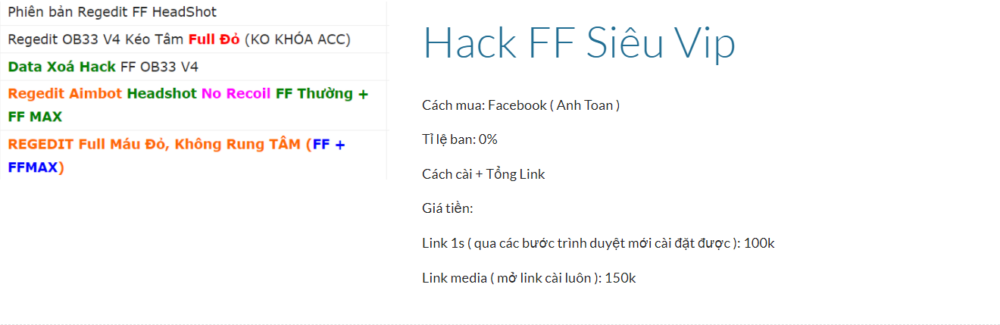 Phiên bản Regedit FF HeadShot
Regedit OB33 V4 Kéo Tâm Full Đỏ (KO KHÓA ACC)
Data Xoá Hack FF OB33 V4
Regedit Aimbot Headshot No Recoil FF Thường +
FF MAX
REGEDIT Full Máu Đỏ, Không Rung TÂM (FF +
FFMAX)
Hack FF Siêu Vip
Cách mua: Facebook ( Anh Toan )
Tỉ lệ ban: 0%
Cách cài + Tổng Link
Giá tiền:
Link 1s ( qua các bước trình duyệt mới cài đặt được ): 100k
Link media ( mở link cài luôn ): 150k